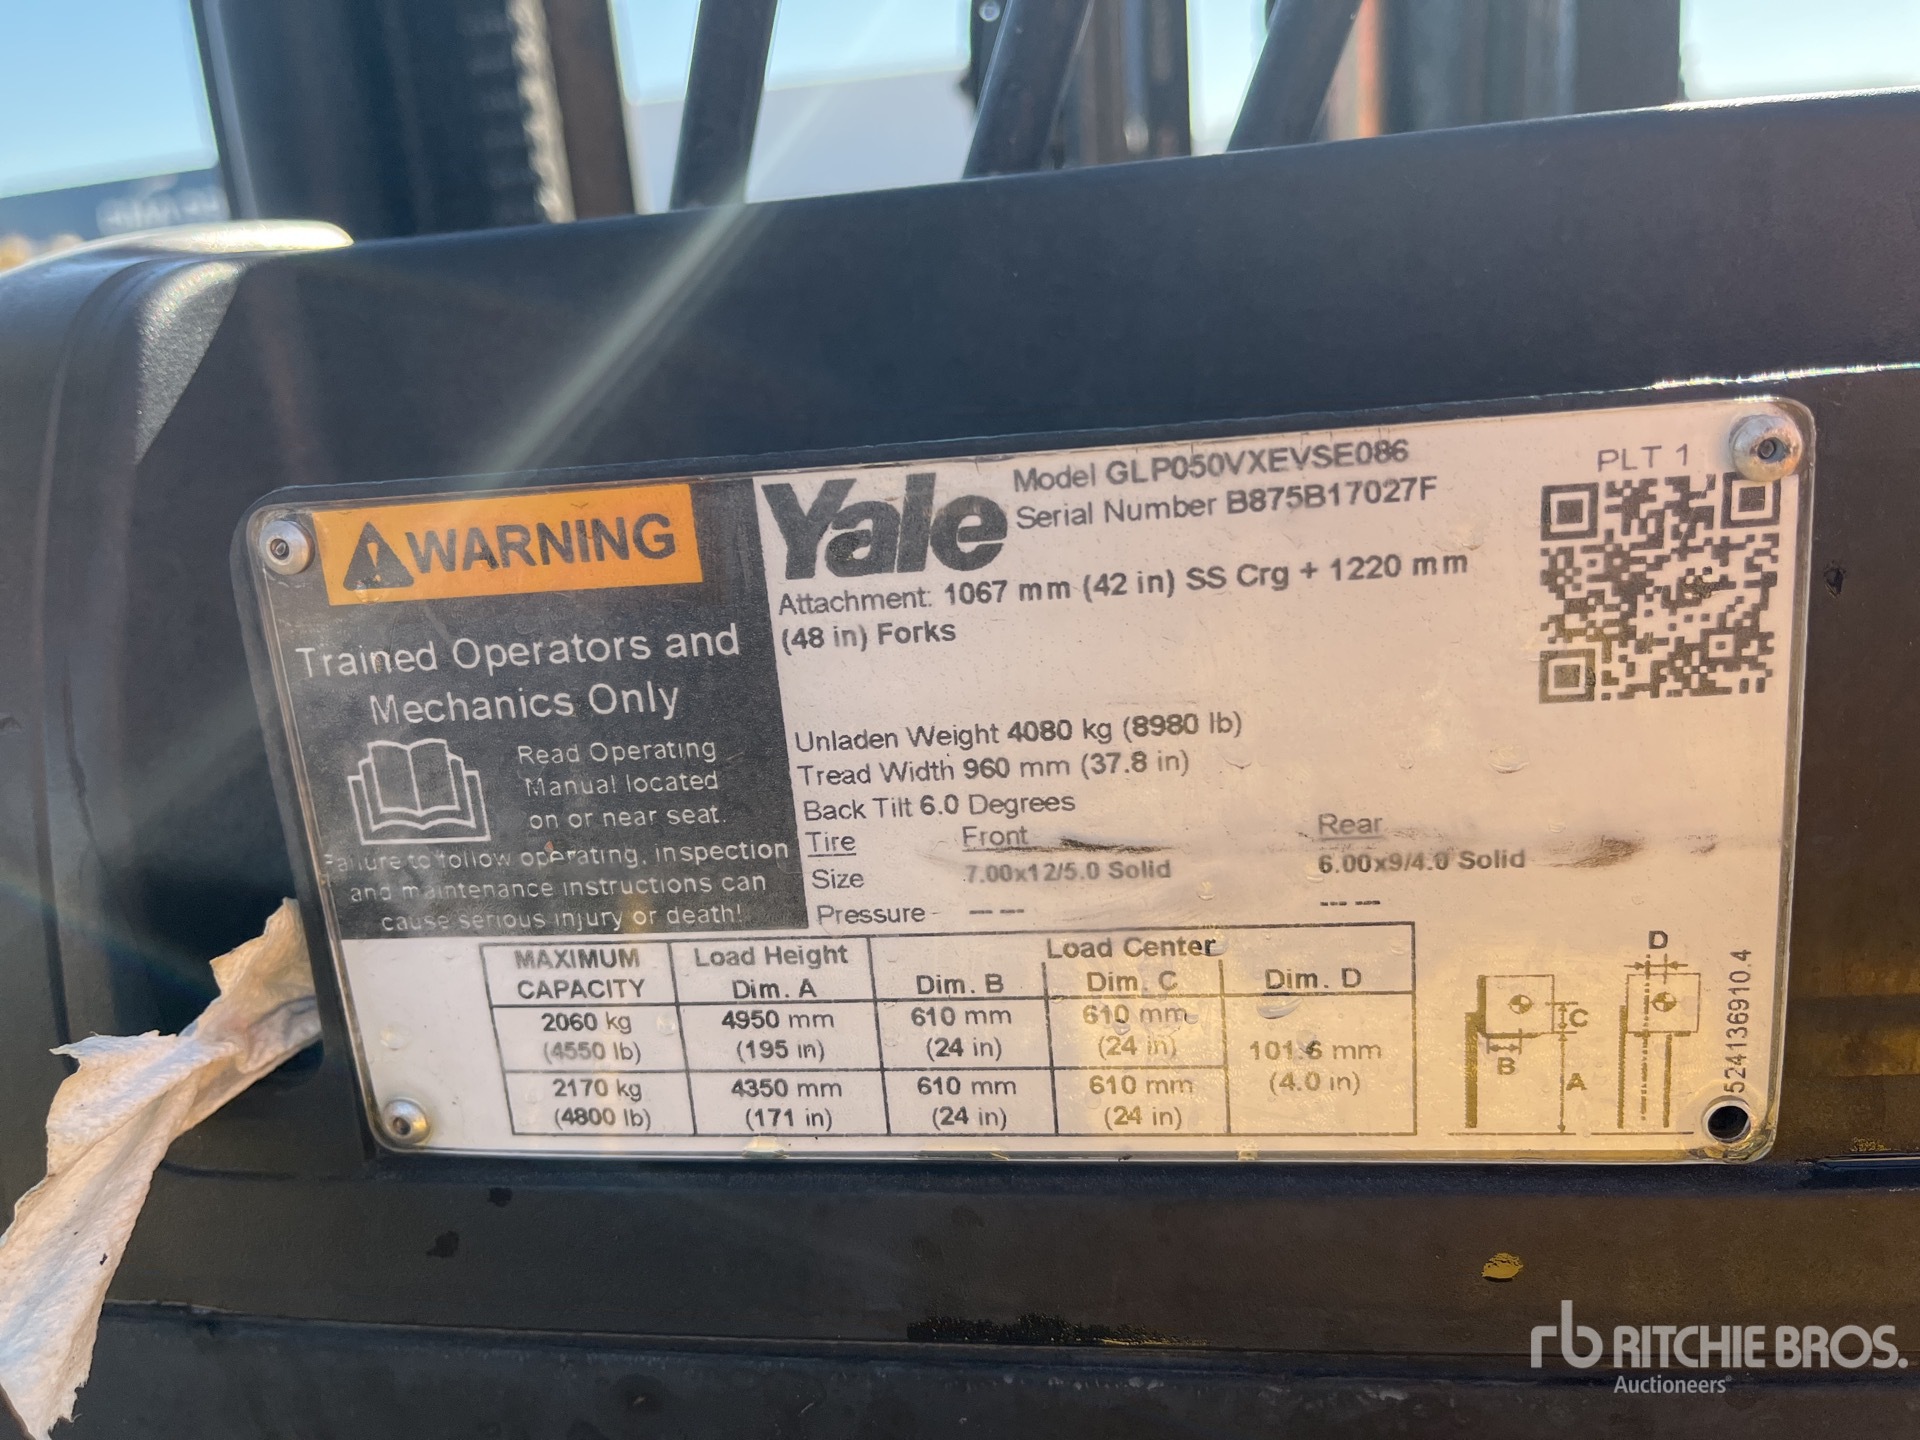 WARNING
Trained Operators and
Mechanics Only
Read Operating
Manual located
on or near seat.
Failure to follow operating, inspection
and maintenance instructions can
cause serious injury or death!
Yale
Model GLP050VXEVSE086
Serial Number B875B17027F
PLT 1
Attachment: 1067 mm (42 in) SS Crg + 1220 mm
(48 in) Forks
Unladen Weight 4080 kg (8980 lb)
Tread Width 960 mm (37.8 in)
Back Tilt 6.0 Degrees
Tire Front Rear
Size 7.00x12/5.0 Solid 6.00x9/4.0 Solid
Pressure -- -- -- --
MAXIMUM CAPACITY Load Height Dim. A Load Center
Dim. B Dim. C Dim. D
2060 kg 4950 mm 610 mm 610 mm
(4550 lb) (195 in) (24 in) (24 in)
101.6 mm
(4.0 in)
2170 kg 4350 mm 610 mm 610 mm
(4800 lb) (171 in) (24 in) (24 in)
D
C
B
A
524136910.4
rb RITCHIE BROS.
Auctioneers